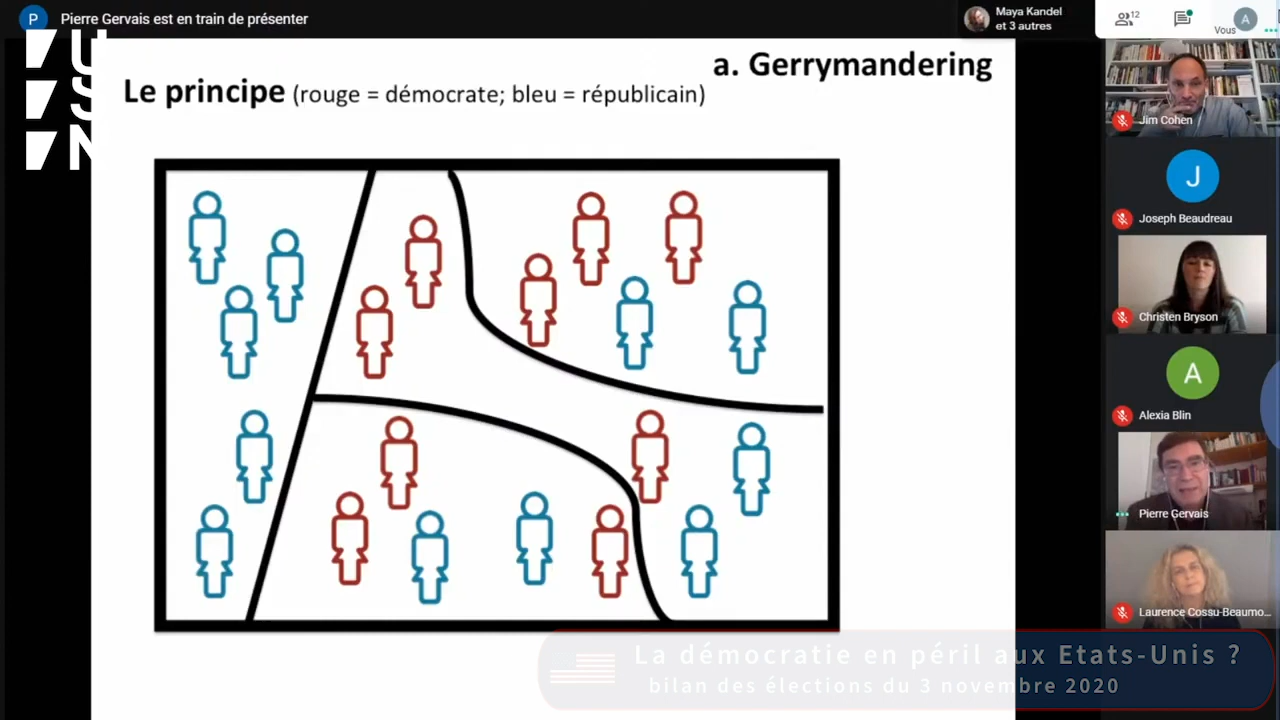 P
Pierre Gervais est en train de présenter
Maya Kandel
et 3 autres
12
Vous
A
U
S
N
a. Gerrymandering
Le principe (rouge = démocrate; bleu = républicain)
Jim Cohen
J
Joseph Beaudreau
Christen Bryson
A
Alexia Blin
Pierre Gervais
Laurence Cossu-Beaumo...
La démocratie en péril aux Etats-Unis ?
bilan des élections du 3 novembre 2020